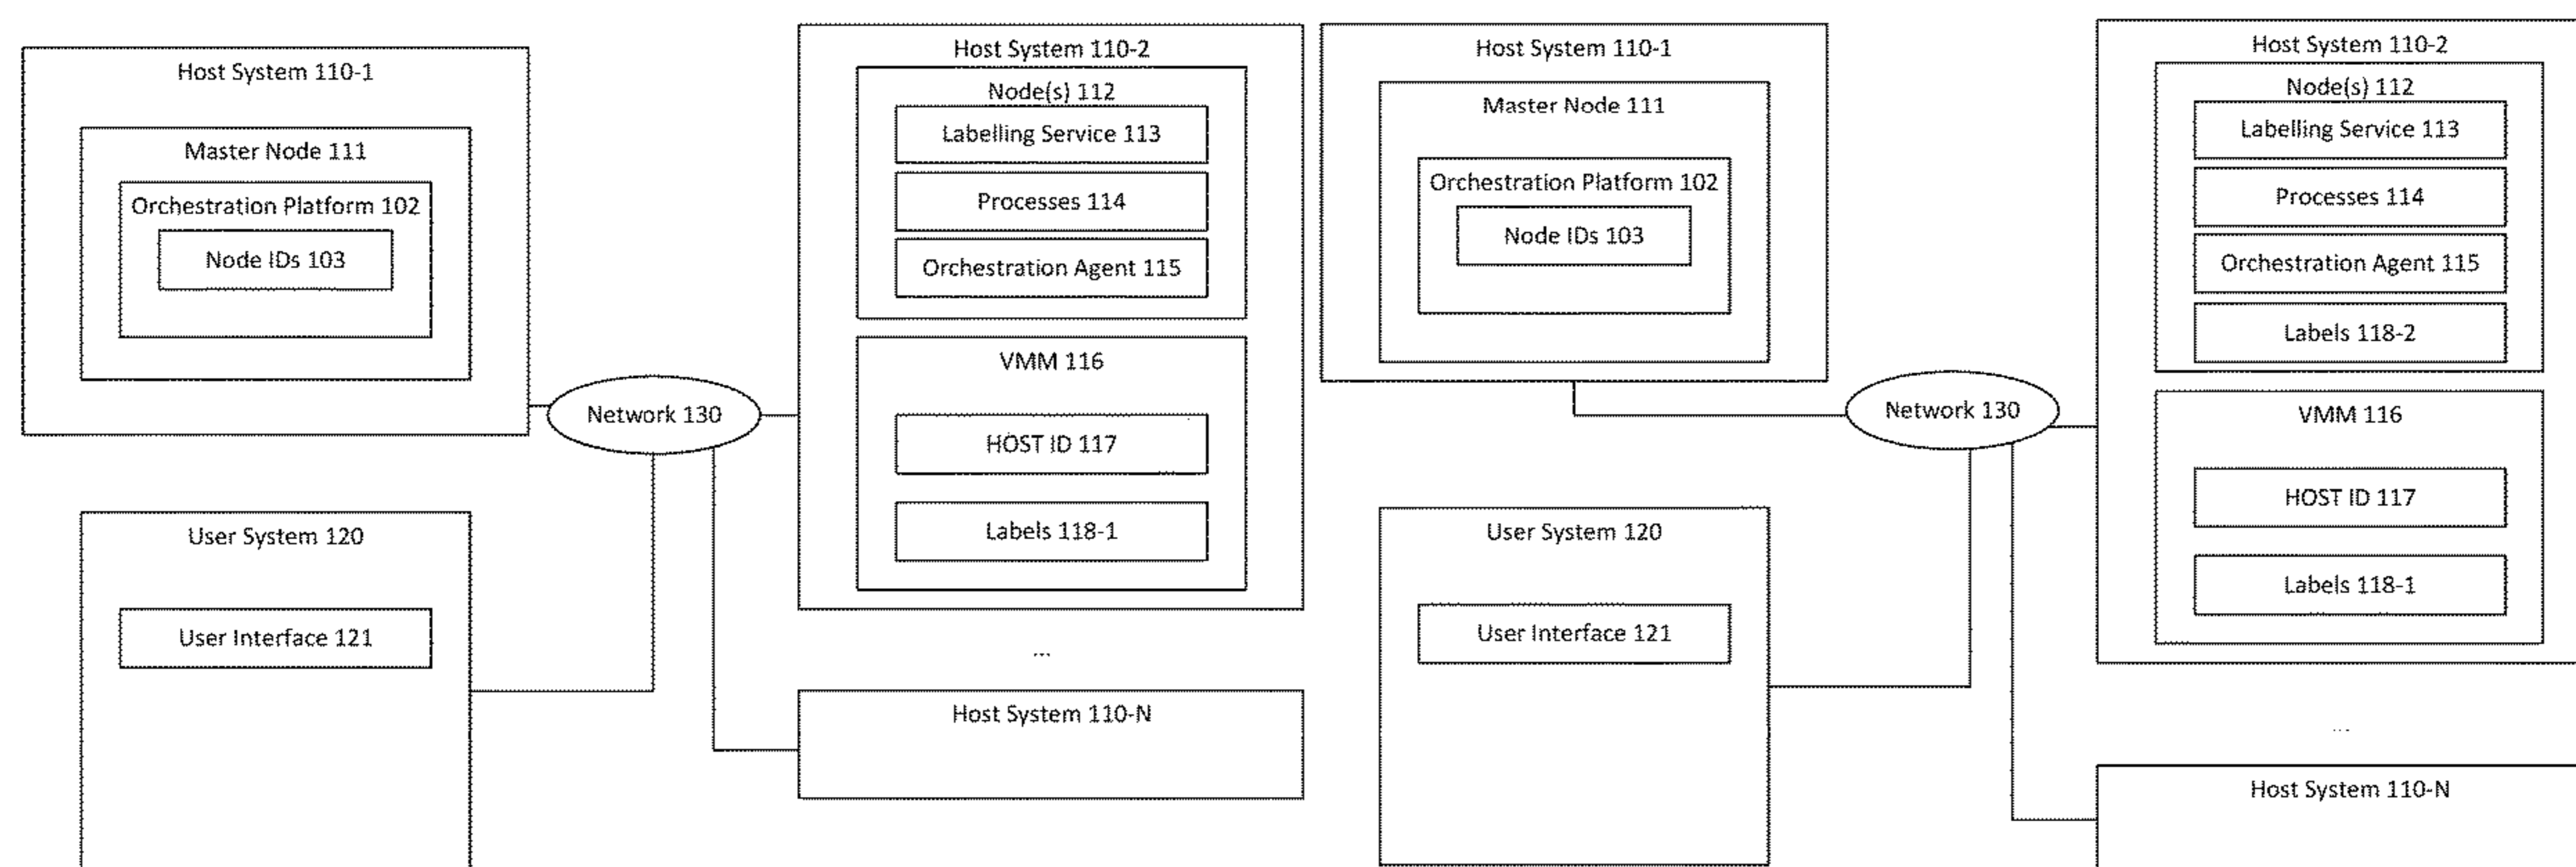 Host System 110-1
Master Node 111
Orchestration Platform 102
Node IDs 103
User System 120
User Interface 121
Network 130
Host System 110-2
Node(s) 112
Labelling Service 113
Processes 114
Orchestration Agent 115
VMM 116
HOST ID 117
Labels 118-1
...
Host System 110-N
Host System 110-1
Master Node 111
Orchestration Platform 102
Node IDs 103
User System 120
User Interface 121
Network 130
Host System 110-2
Node(s) 112
Labelling Service 113
Processes 114
Orchestration Agent 115
Labels 118-2
VMM 116
HOST ID 117
Labels 118-1
...
Host System 110-N